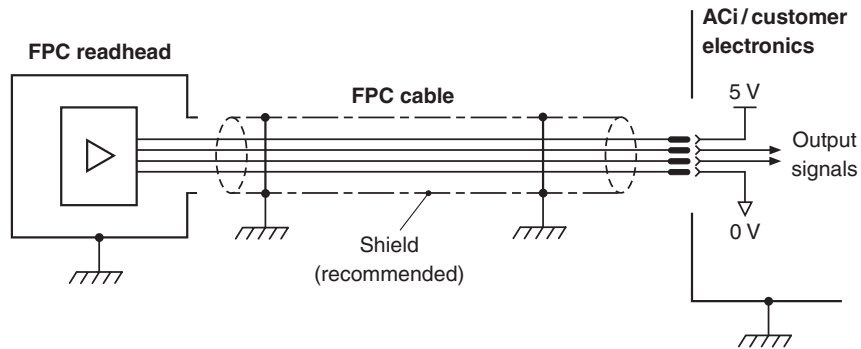 ACi / customer
electronics
FPC readhead
FPC cable
5 V
Output
signals
0 V
Shield
(recommended)